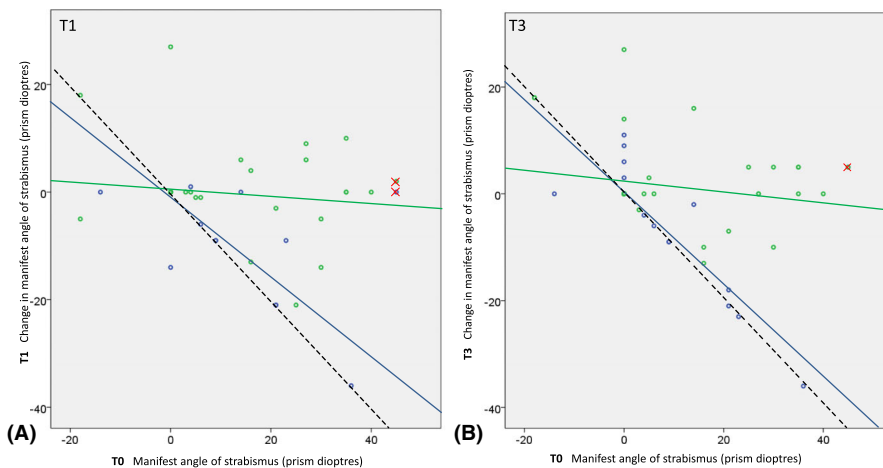 T1
T1 Change in manifest angle of strabismus (prism dioptres)
20
0
-20
-40
-20
0
20
40
(A)
T0 Manifest angle of strabismus (prism dioptres)
T3
T3 Change in manifest angle of strabismus (prism dioptres)
20
0
-20
-40
-20
0
20
40
(B)
T0 Manifest angle of strabismus (prism dioptres)